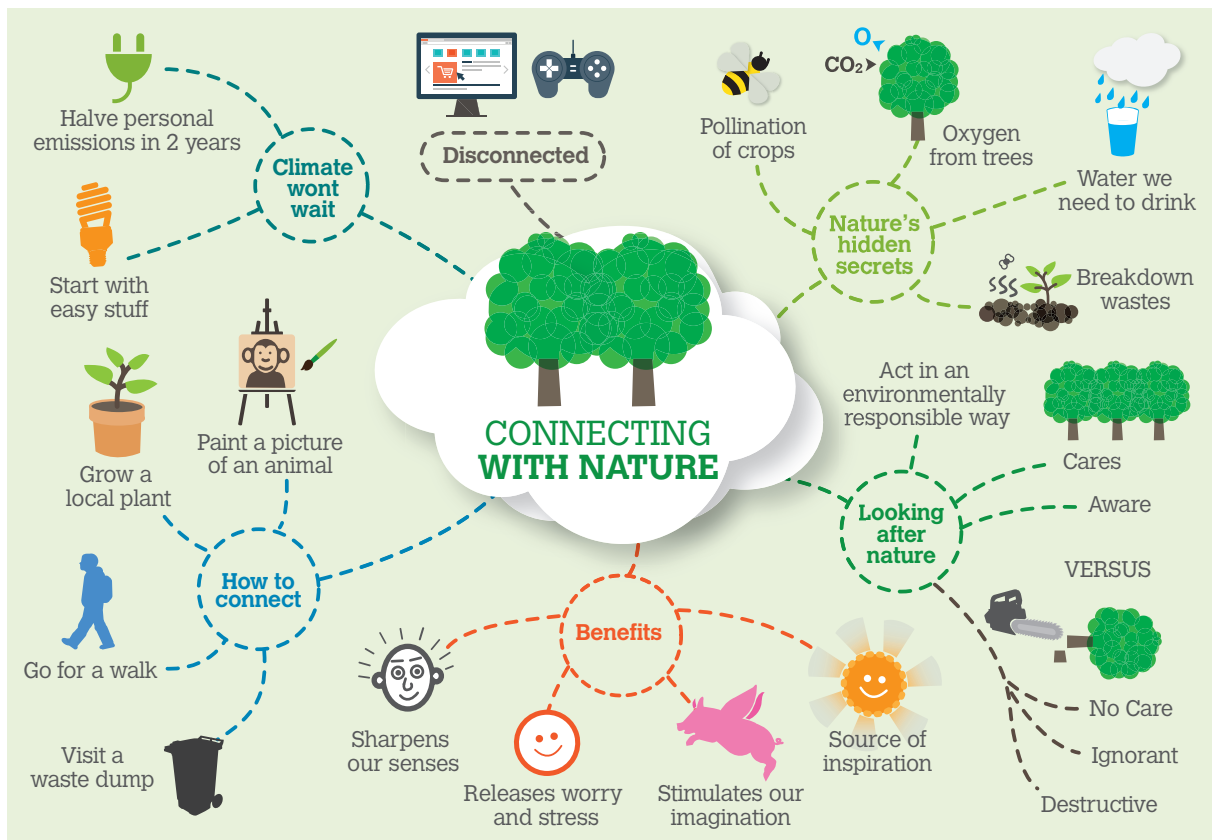 Halve personal
emissions in 2 years
Climate
wont
wait
Start with
easy stuff
Disconnected
Pollination
of crops
O
CO₂
Oxygen
from trees
Water we
need to drink
Nature's
hidden
secrets
Breakdown
wastes
CONNECTING
WITH NATURE
Act in an
environmentally
responsible way
Cares
Aware
Looking
after
nature
VERSUS
No Care
Ignorant
Destructive
Grow a
local plant
Paint a picture
of an animal
How to
connect
Go for a walk
Visit a
waste dump
Benefits
Sharpens
our senses
Releases worry
and stress
Stimulates our
imagination
Source of
inspiration